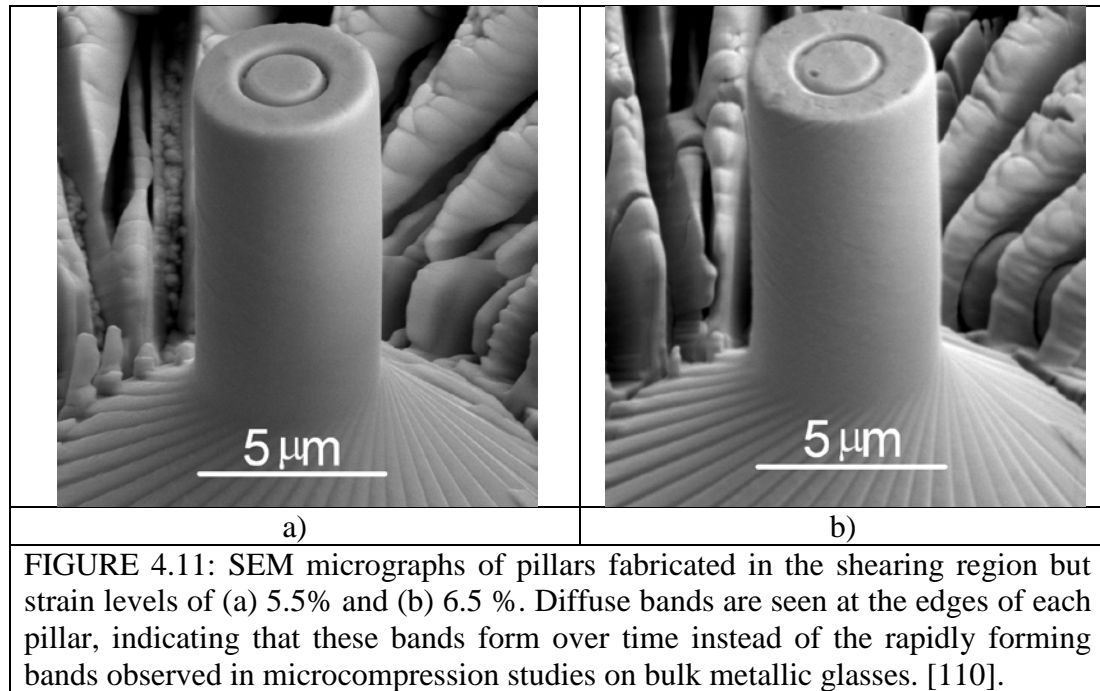 5 μm
5 μm
a)
b)
FIGURE 4.11: SEM micrographs of pillars fabricated in the shearing region but
strain levels of (a) 5.5% and (b) 6.5 %. Diffuse bands are seen at the edges of each
pillar, indicating that these bands form over time instead of the rapidly forming
bands observed in microcompression studies on bulk metallic glasses. [110].